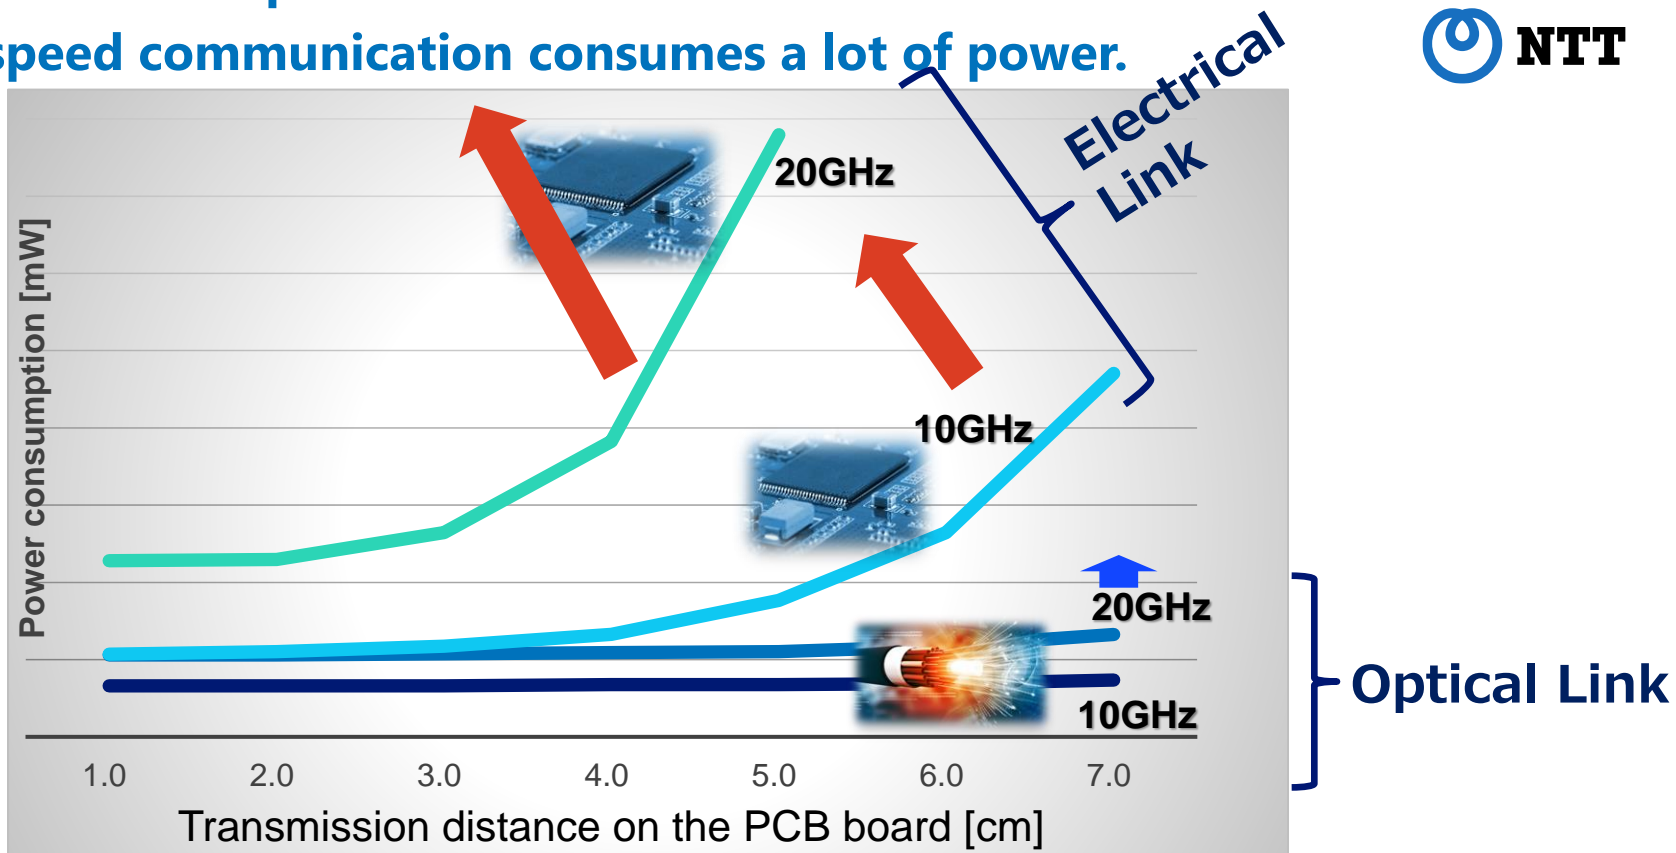 speed communication consumes a lot of power.
NTT
Electrical
Link
20GHz
10GHz
20GHz
10GHz
Optical Link
Power consumption [mW]
1.0 2.0 3.0 4.0 5.0 6.0 7.0
Transmission distance on the PCB board [cm]